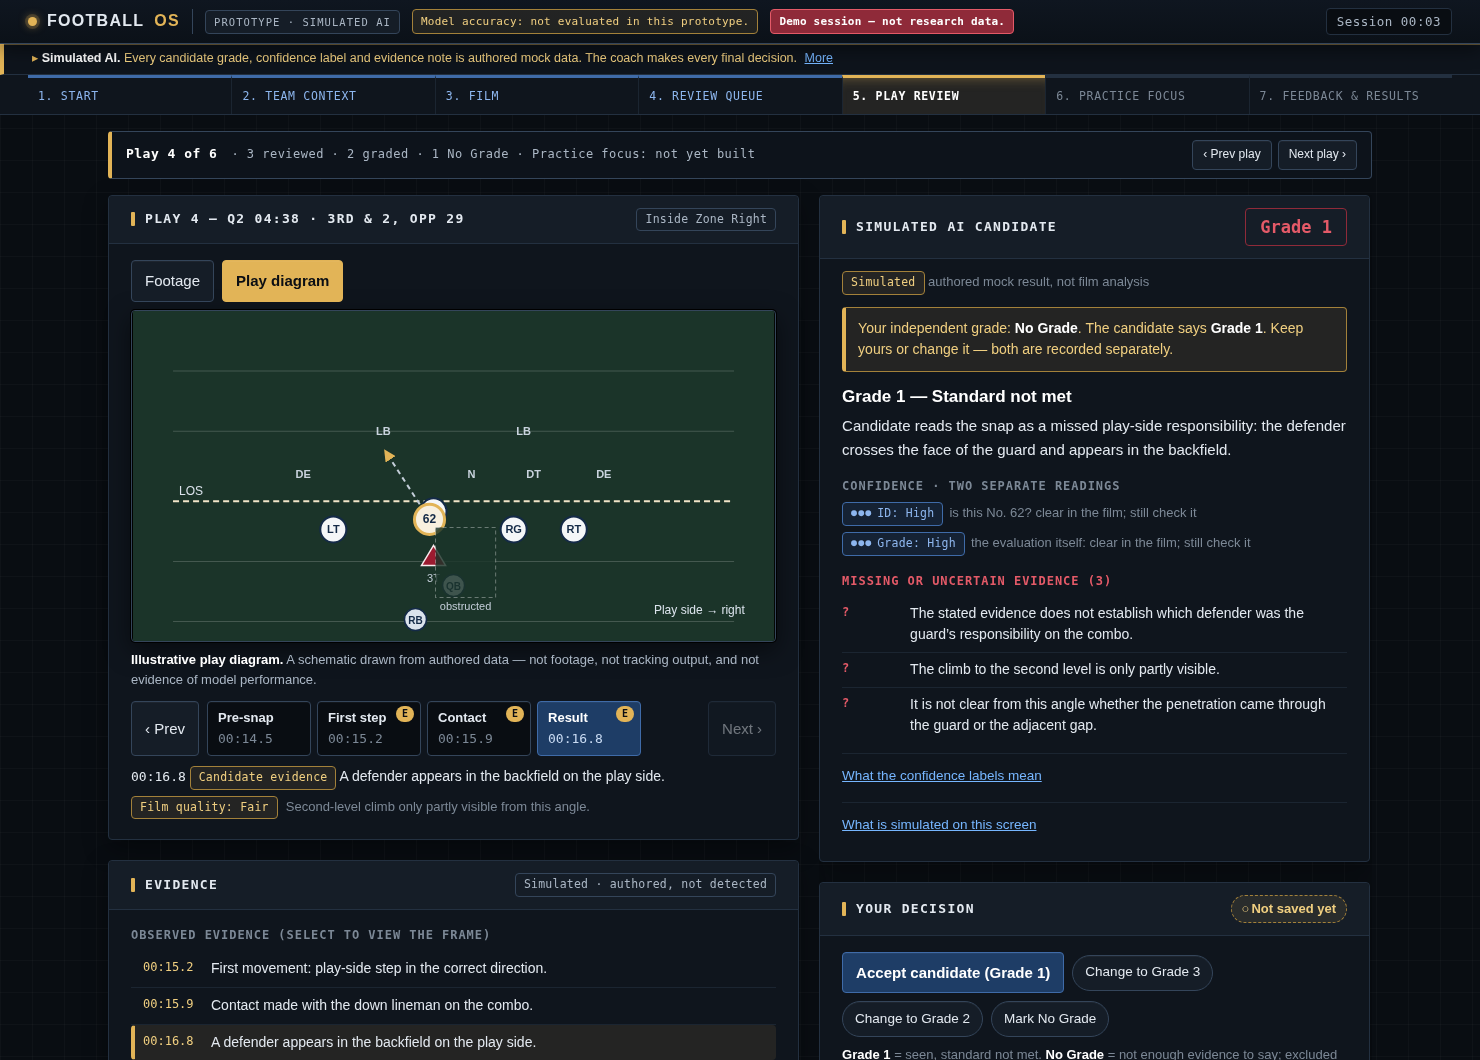 FOOTBALL OS
PROTOTYPE · SIMULATED AI
Model accuracy: not evaluated in this prototype.
Demo session — not research data.
Session 00:03
▸ Simulated AI. Every candidate grade, confidence label and evidence note is authored mock data. The coach makes every final decision. More
1. START
2. TEAM CONTEXT
3. FILM
4. REVIEW QUEUE
5. PLAY REVIEW
6. PRACTICE FOCUS
7. FEEDBACK & RESULTS
Play 4 of 6 · 3 reviewed · 2 graded · 1 No Grade · Practice focus: not yet built
‹ Prev play
Next play ›
PLAY 4 — Q2 04:38 · 3RD & 2, OPP 29
Inside Zone Right
Footage
Play diagram
LB LB
DE N DT DE
LOS
62
LT RG RT
QB
obstructed
RB
Play side → right
Illustrative play diagram. A schematic drawn from authored data — not footage, not tracking output, and not
evidence of model performance.
‹ Prev
Pre-snap
00:14.5
First step E
00:15.2
Contact E
00:15.9
Result E
00:16.8
Next ›
00:16.8 Candidate evidence A defender appears in the backfield on the play side.
Film quality: Fair Second-level climb only partly visible from this angle.
EVIDENCE
Simulated · authored, not detected
OBSERVED EVIDENCE (SELECT TO VIEW THE FRAME)
00:15.2 First movement: play-side step in the correct direction.
00:15.9 Contact made with the down lineman on the combo.
00:16.8 A defender appears in the backfield on the play side.
SIMULATED AI CANDIDATE
Grade 1
Simulated authored mock result, not film analysis
Your independent grade: No Grade. The candidate says Grade 1. Keep
yours or change it — both are recorded separately.
Grade 1 — Standard not met
Candidate reads the snap as a missed play-side responsibility: the defender
crosses the face of the guard and appears in the backfield.
CONFIDENCE · TWO SEPARATE READINGS
●●● ID: High is this No. 62? clear in the film; still check it
●●● Grade: High the evaluation itself: clear in the film; still check it
MISSING OR UNCERTAIN EVIDENCE (3)
? The stated evidence does not establish which defender was the
guard’s responsibility on the combo.
? The climb to the second level is only partly visible.
? It is not clear from this angle whether the penetration came through
the guard or the adjacent gap.
What the confidence labels mean
What is simulated on this screen
YOUR DECISION
○ Not saved yet
Accept candidate (Grade 1)
Change to Grade 3
Change to Grade 2
Mark No Grade
Grade 1 = seen, standard not met. No Grade = not enough evidence to say; excluded